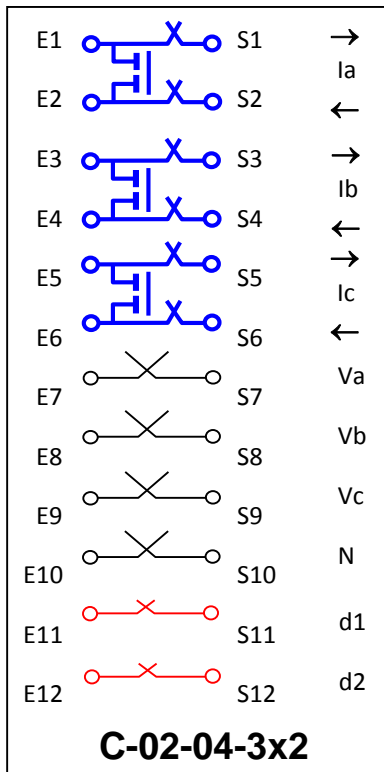 E1 S1 →
Ia
E2 S2 ←
E3 S3 →
Ib
E4 S4 ←
E5 S5 →
Ic
E6 S6 ←
E7 S7 Va
E8 S8 Vb
E9 S9 Vc
E10 S10 N
E11 S11 d1
E12 S12 d2
C-02-04-3x2